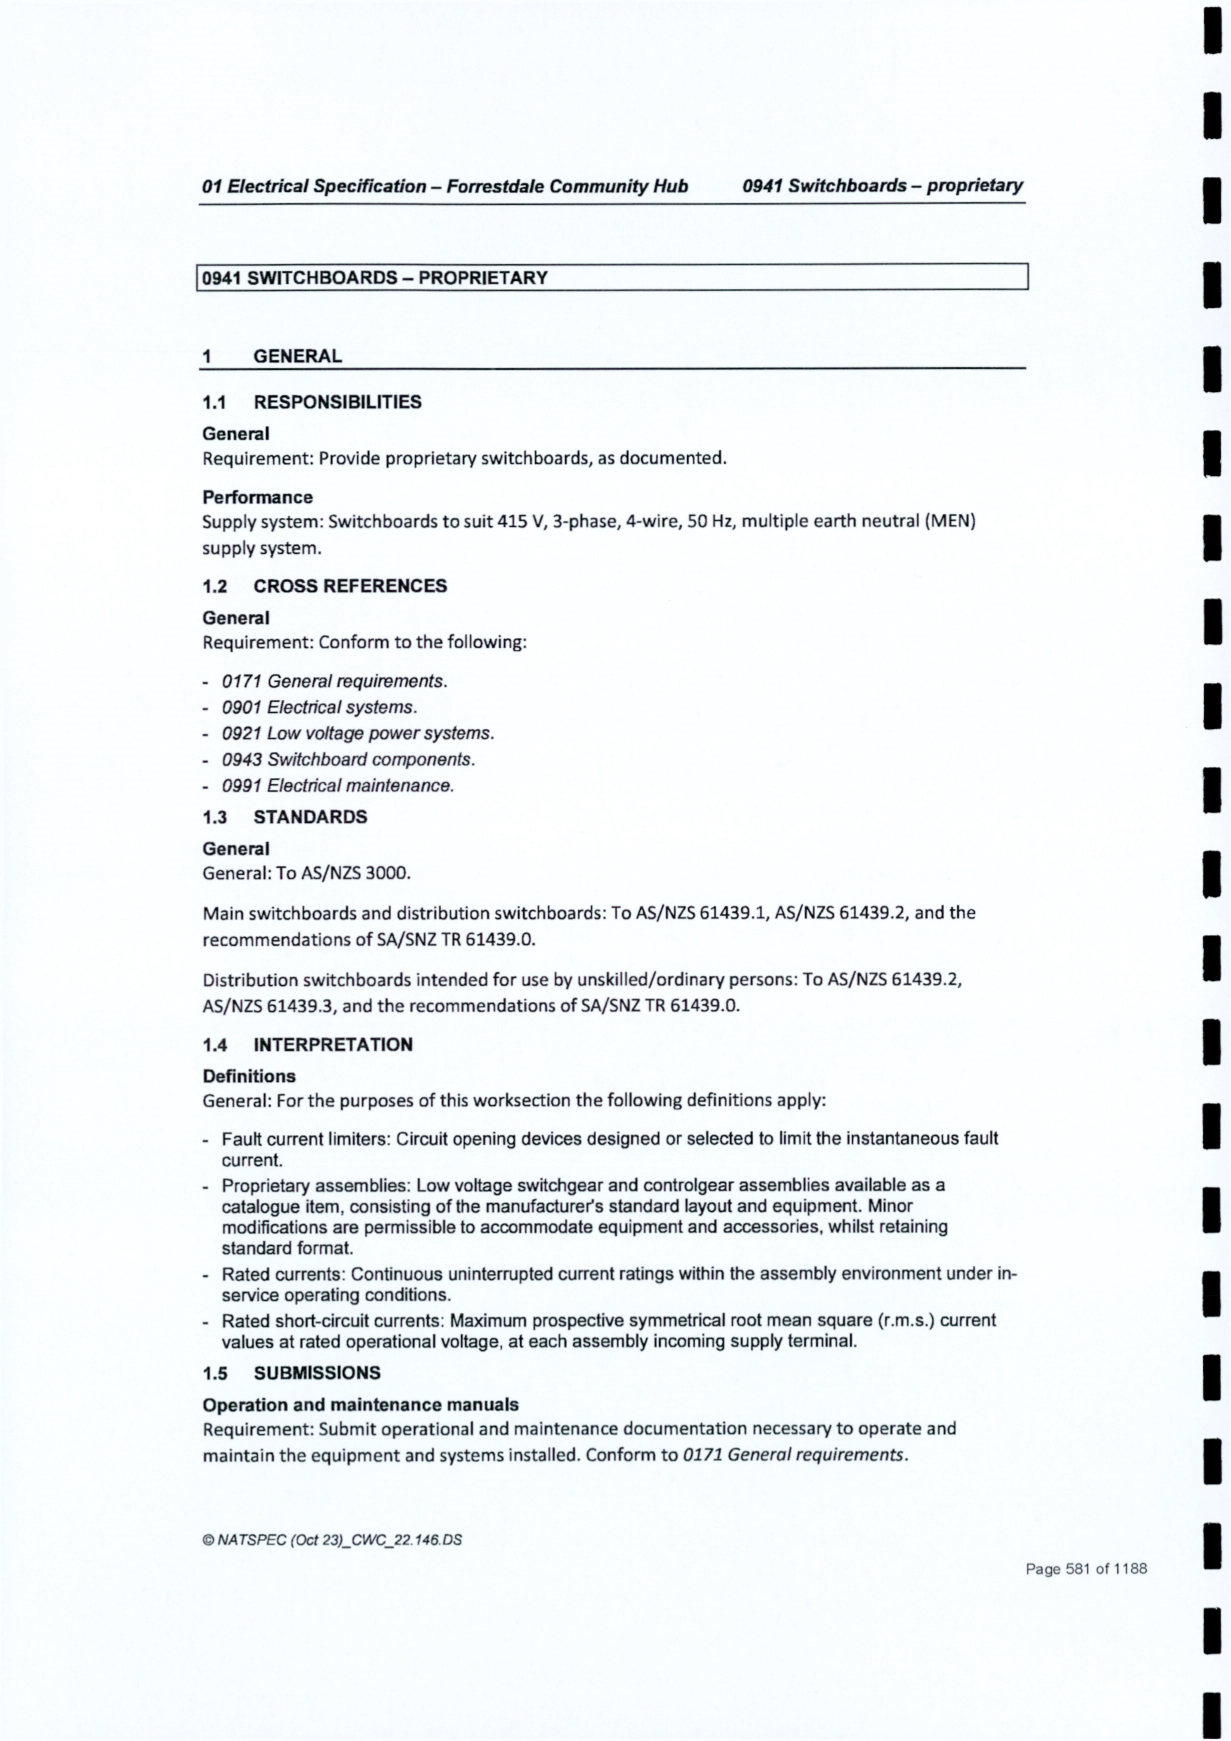 01 Electrical Specification – Forrestdale Community Hub 0941 Switchboards – proprietary
0941 SWITCHBOARDS – PROPRIETARY
1 GENERAL
1.1 RESPONSIBILITIES
General
Requirement: Provide proprietary switchboards, as documented.
Performance
Supply system: Switchboards to suit 415 V, 3-phase, 4-wire, 50 Hz, multiple earth neutral (MEN)
supply system.
1.2 CROSS REFERENCES
General
Requirement: Conform to the following:
- 0171 General requirements.
- 0901 Electrical systems.
- 0921 Low voltage power systems.
- 0943 Switchboard components.
- 0991 Electrical maintenance.
1.3 STANDARDS
General
General: To AS/NZS 3000.
Main switchboards and distribution switchboards: To AS/NZS 61439.1, AS/NZS 61439.2, and the
recommendations of SA/SNZ TR 61439.0.
Distribution switchboards intended for use by unskilled/ordinary persons: To AS/NZS 61439.2,
AS/NZS 61439.3, and the recommendations of SA/SNZ TR 61439.0.
1.4 INTERPRETATION
Definitions
General: For the purposes of this worksection the following definitions apply:
- Fault current limiters: Circuit opening devices designed or selected to limit the instantaneous fault
current.
- Proprietary assemblies: Low voltage switchgear and controlgear assemblies available as a
catalogue item, consisting of the manufacturer's standard layout and equipment. Minor
modifications are permissible to accommodate equipment and accessories, whilst retaining
standard format.
- Rated currents: Continuous uninterrupted current ratings within the assembly environment under in-
service operating conditions.
- Rated short-circuit currents: Maximum prospective symmetrical root mean square (r.m.s.) current
values at rated operational voltage, at each assembly incoming supply terminal.
1.5 SUBMISSIONS
Operation and maintenance manuals
Requirement: Submit operational and maintenance documentation necessary to operate and
maintain the equipment and systems installed. Conform to 0171 General requirements.
© NATSPEC (Oct 23)_CWC_22.146.DS
Page 581 of 1188